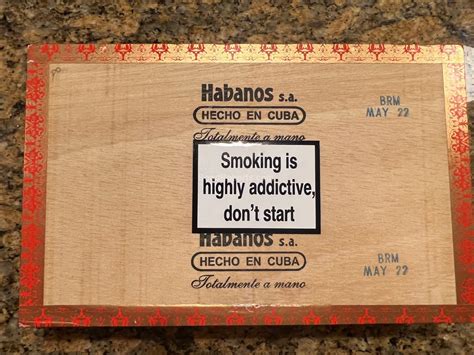 Habanos s.a.
HECHO EN CUBA
Totalmente a mano
BRM
MAY 22
Smoking is
highly addictive,
don't start
Habanos s.a.
HECHO EN CUBA
Totalmente a mano
BRM
MAY 22